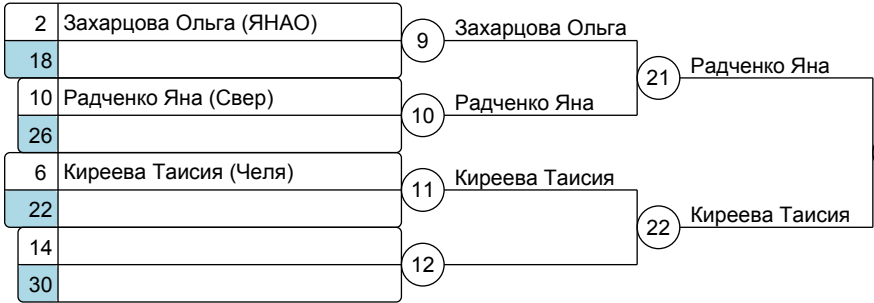 2 Захарцова Ольга (ЯНАО)
18
9 Захарцова Ольга
10 Радченко Яна (Свер)
26
10 Радченко Яна
21 Радченко Яна
6 Киреева Таисия (Челя)
22
11 Киреева Таисия
14
30
12
22 Киреева Таисия